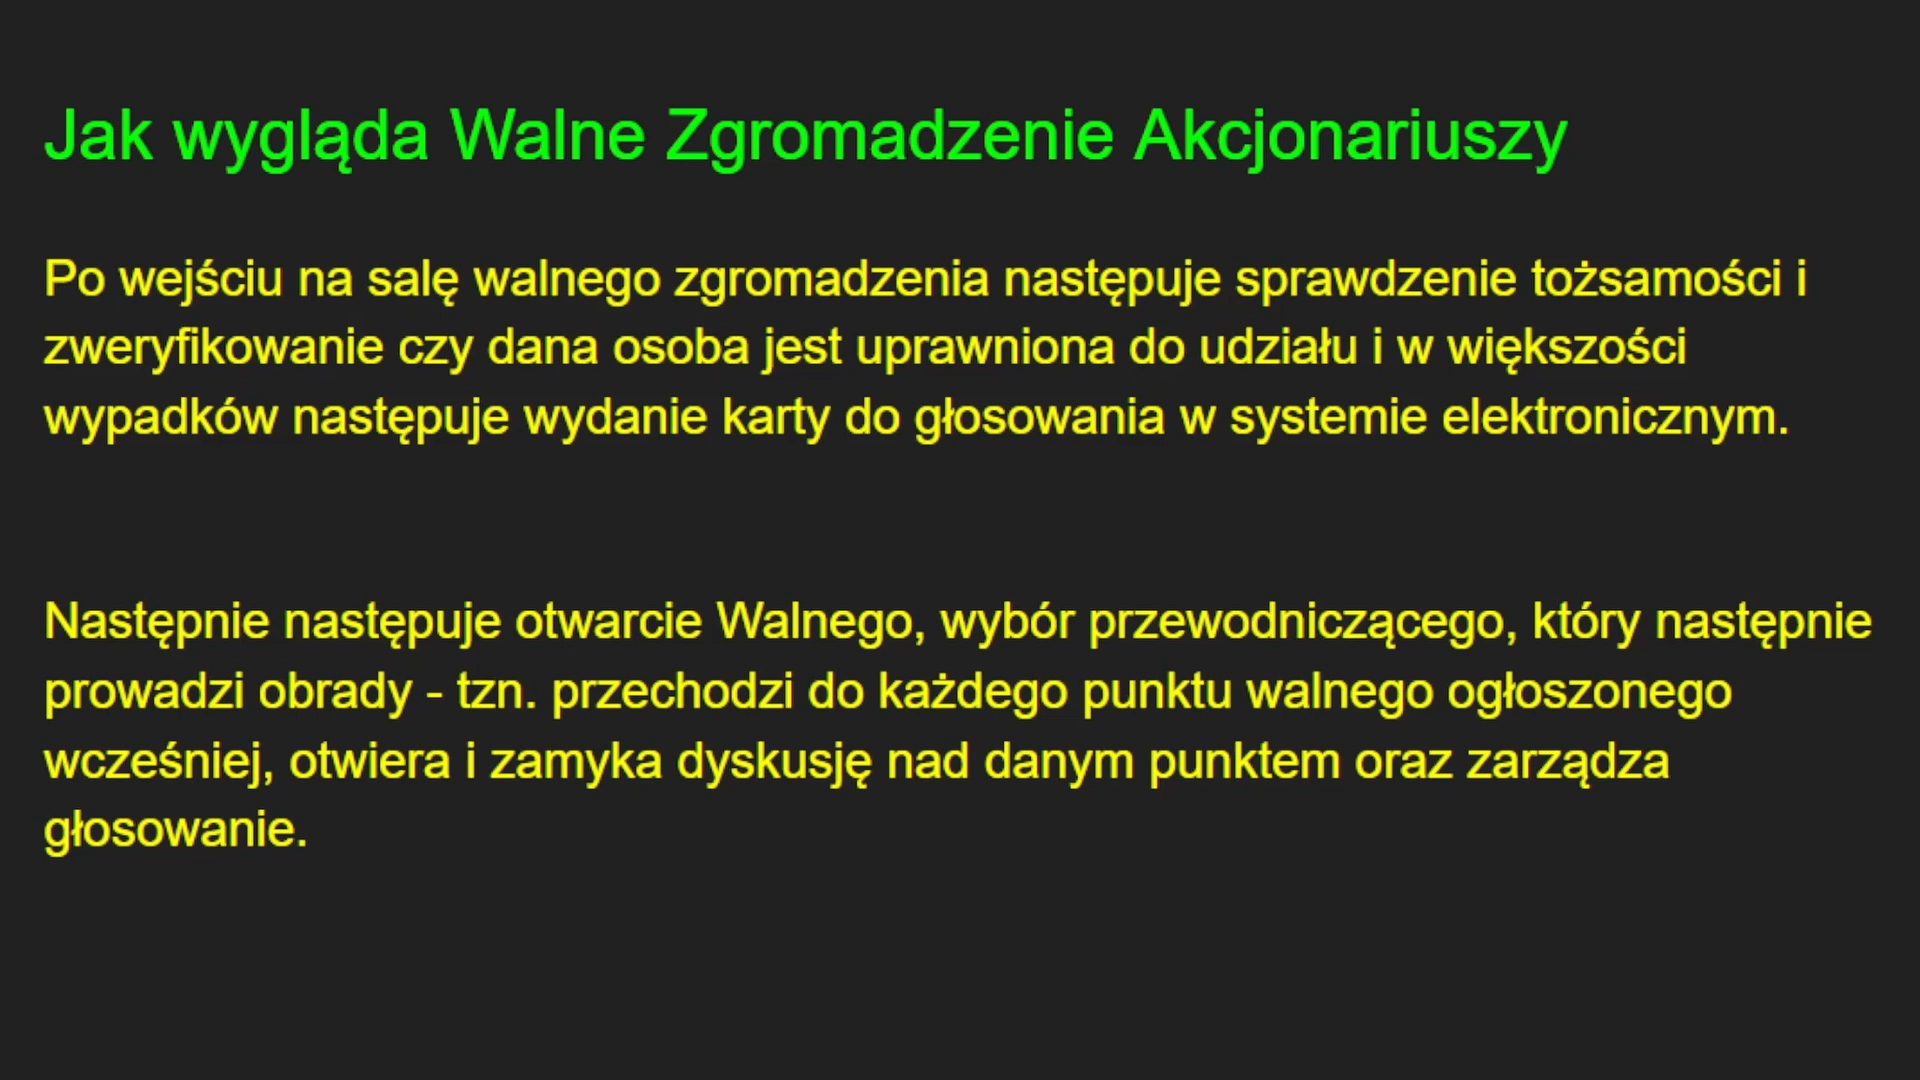 Jak wygląda Walne Zgromadzenie Akcjonariuszy
Po wejściu na salę walnego zgromadzenia następuje sprawdzenie tożsamości i
zweryfikowanie czy dana osoba jest uprawniona do udziału i w większości
wypadków następuje wydanie karty do głosowania w systemie elektronicznym.
Następnie następuje otwarcie Walnego, wybór przewodniczącego, który następnie
prowadzi obrady - tzn. przechodzi do każdego punktu walnego ogłoszonego
wcześniej, otwiera i zamyka dyskusję nad danym punktem oraz zarządza
głosowanie.